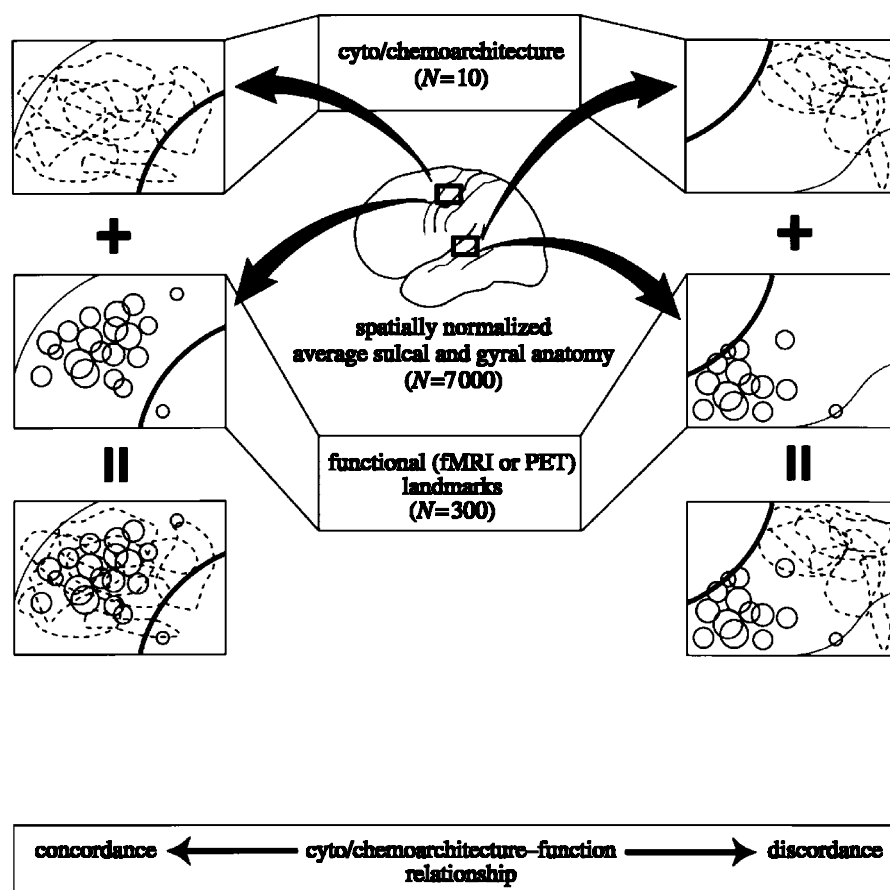 cyto/chemoarchitecture
(N=10)
+
+
spatially normalized
average sulcal and gyral anatomy
(N=7000)
functional (fMRI or PET)
landmarks
(N=300)
=
=
concordance cyto/chemoarchitecture–function discordance
relationship